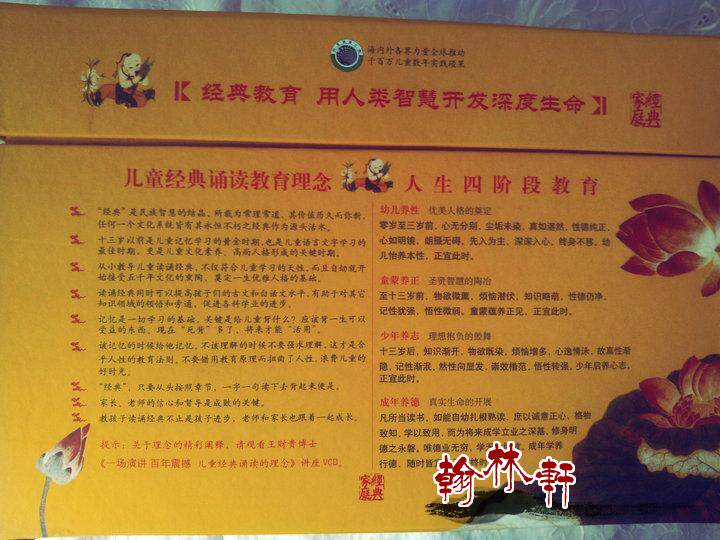 海内外各界力量全球推动
千百万儿童数年实践硕果
经典教育 用人类智慧开发深度生命
經典
家庭
儿童经典诵读教育理念
人生四阶段教育
“经典”是民族智慧的结晶，所载为常理常道，其价值历久而弥新，
任何一个文化系统皆有其永恒不朽之经典作为源头活水。
十三岁以前是儿童记忆学习的黄金时期，也是儿童语言文字学习的
最佳时期，更是儿童文化素养、高尚人格形成的关键时期。
从小教导儿童读诵经典，不仅符合儿童学习的天性，而且自幼就开
始接受五千年文化的熏陶，奠定一生优雅人格的基础。
读诵经典同时可以提高孩子们的古文和白话文水平，有助于对其它
知识领域的领悟和旁通，促进各种学业的进步。
记忆是一切学习的基础，关键是给儿童背什么？应该背一生可以
受益的东西。现在“死背”多了，将来才能“活用”。
该记忆的时候给他记忆，不该理解的时候不要强求理解，这才是合
乎人性的教育法则。不要错用教育原理而扭曲了人性，浪费儿童的
好时光。
“经典”，只要从头按照章节，一字一句读下去背起来便是。
家长、老师的信心和督导是成败的关键。
教孩子读诵经典不止是孩子进步，老师和家长也跟着一起成长。
提示：关于理念的精彩阐释，请观看王财贵博士
《一场演讲 百年震撼 儿童经典诵读的理念》讲座VCD。
幼儿养性 优美人格的奠定
零岁至三岁前，心无分别，尘垢未染，真如湛然，性德纯正，
心如明镜，朗摄无碍，先入为主，深深入心，终身不移，幼
儿怡养本性，正宜此时。
童蒙养正 圣贤智慧的陶冶
至十三岁前，物欲微薰，烦恼潜伏，知识略萌，性德仍净，
记性犹强，悟性微弱，童蒙蕴养正见，正宜此时。
少年养志 理想抱负的鼓舞
十三岁后，知识渐开，物欲既染，烦恼增多，心逸情泳，故真性渐
隐，记性渐泯，然性向显发，崇效楷范，悟性转强，少年启养心志，
正宜此时。
成年养德 真实生命的开展
凡所当读书，如能自幼扎根熟读，庶以诚意正心，格物
致知，学以致用，而为将来成学立业之深基，修身明
德之永磐，唯德业无穷，学
成年学养
行德，随时皆
經典
家庭
翰林軒